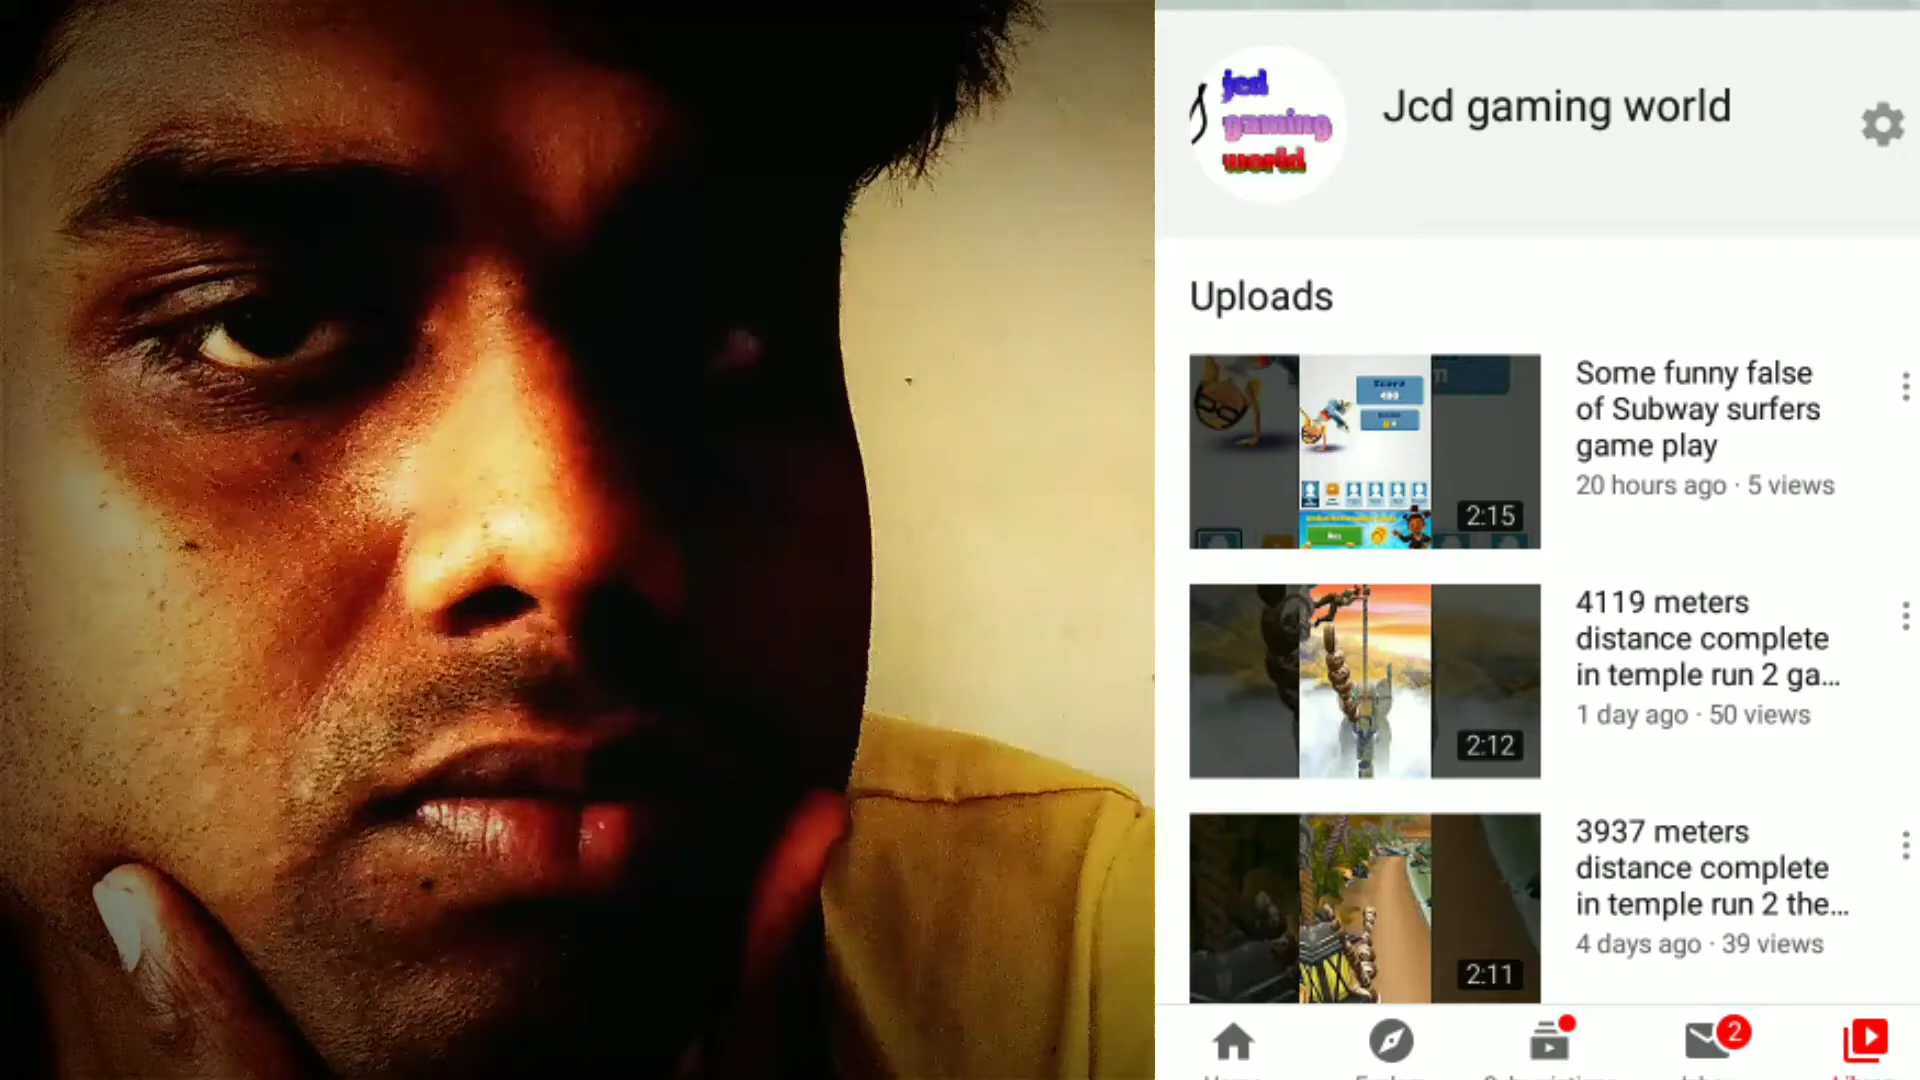 jcd
gaming
world
Jcd gaming world
Uploads
Some funny false
of Subway surfers
game play
20 hours ago · 5 views
Score
2:15
4119 meters
distance complete
in temple run 2 ga...
1 day ago · 50 views
2:12
3937 meters
distance complete
in temple run 2 the...
4 days ago · 39 views
2:11
2